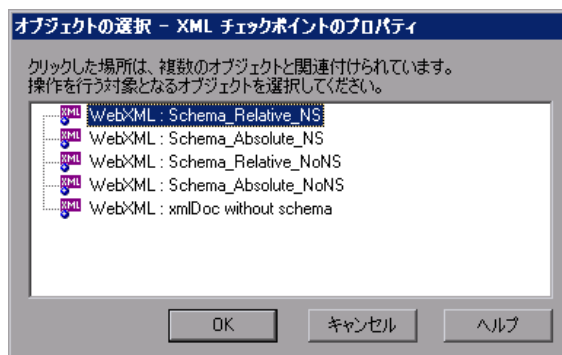 オブジェクトの選択 - XML チェックポイントのプロパティ
クリックした場所は、複数のオブジェクトと関連付けられています。
操作を行う対象となるオブジェクトを選択してください。
XML WebXML : Schema_Relative_NS
XML WebXML : Schema_Absolute_NS
XML WebXML : Schema_Relative_NoNS
XML WebXML : Schema_Absolute_NoNS
XML WebXML : xmlDoc without schema
OK キャンセル ヘルプ